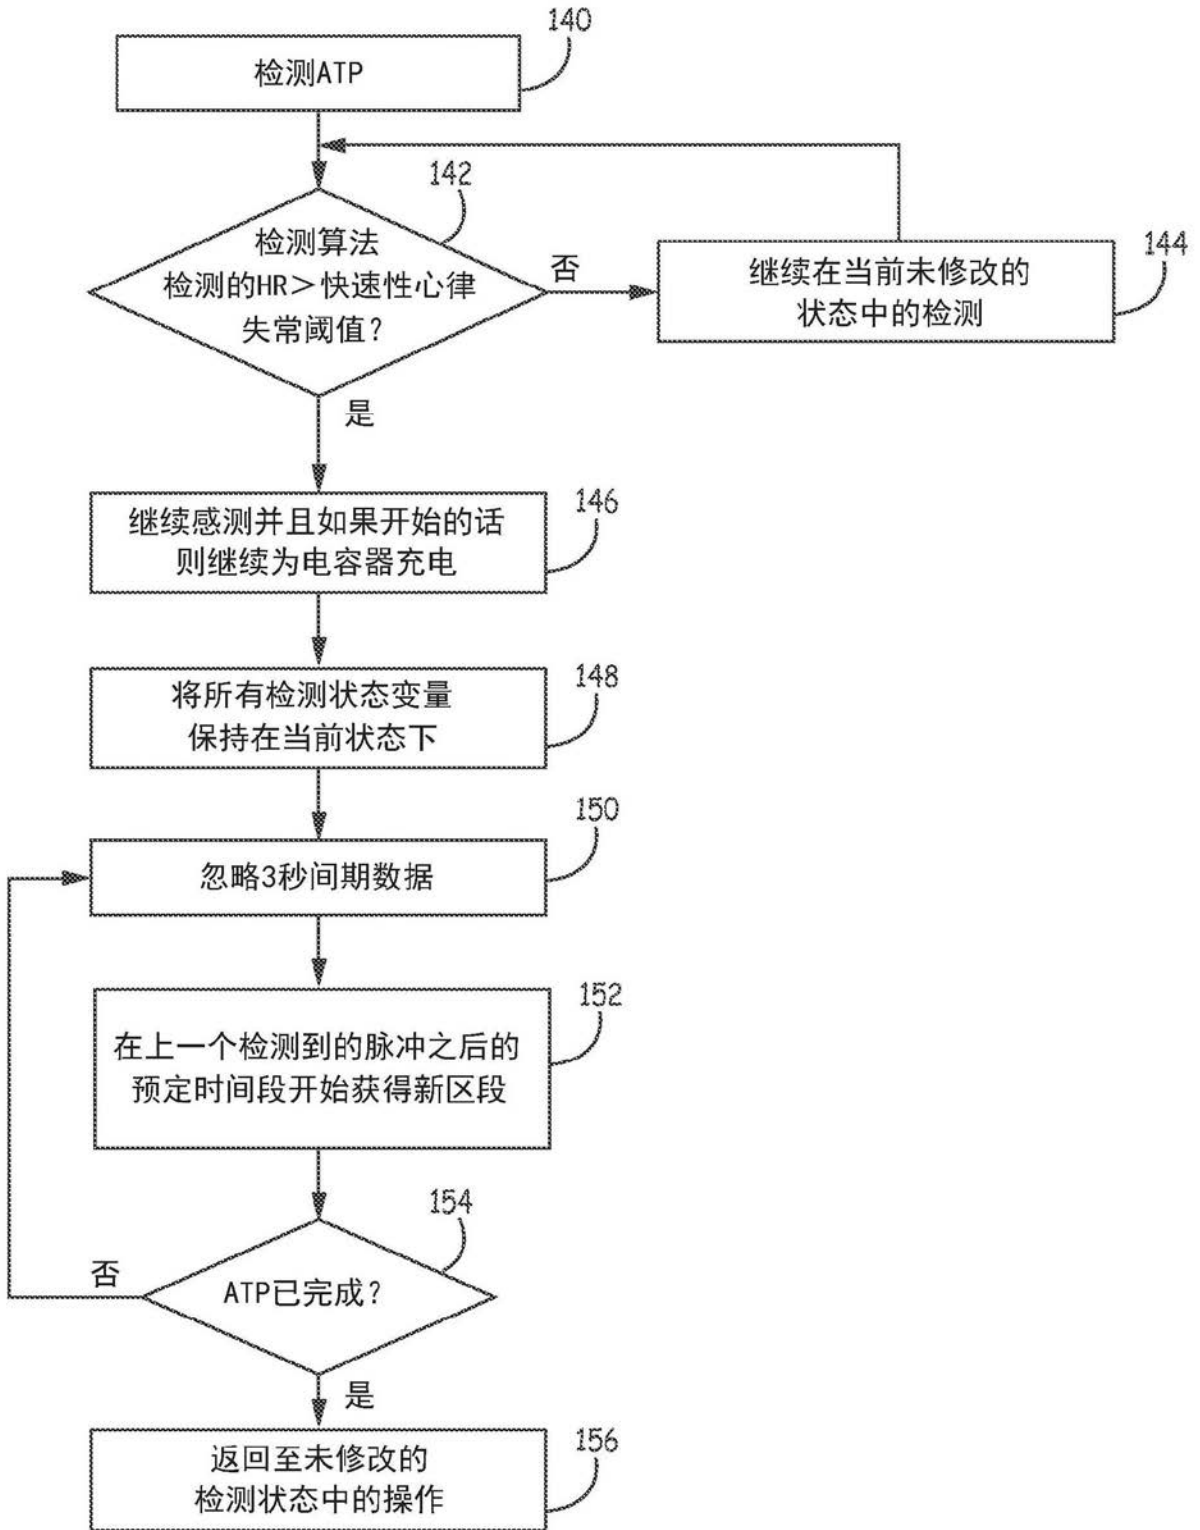 140
检测ATP
142
检测算法
检测的HR＞快速性心律
失常阈值？
否
144
继续在当前未修改的
状态中的检测
是
146
继续感测并且如果开始的话
则继续为电容器充电
148
将所有检测状态变量
保持在当前状态下
150
忽略3秒间期数据
152
在上一个检测到的脉冲之后的
预定时间段开始获得新区段
154
否
ATP已完成？
是
156
返回至未修改的
检测状态中的操作